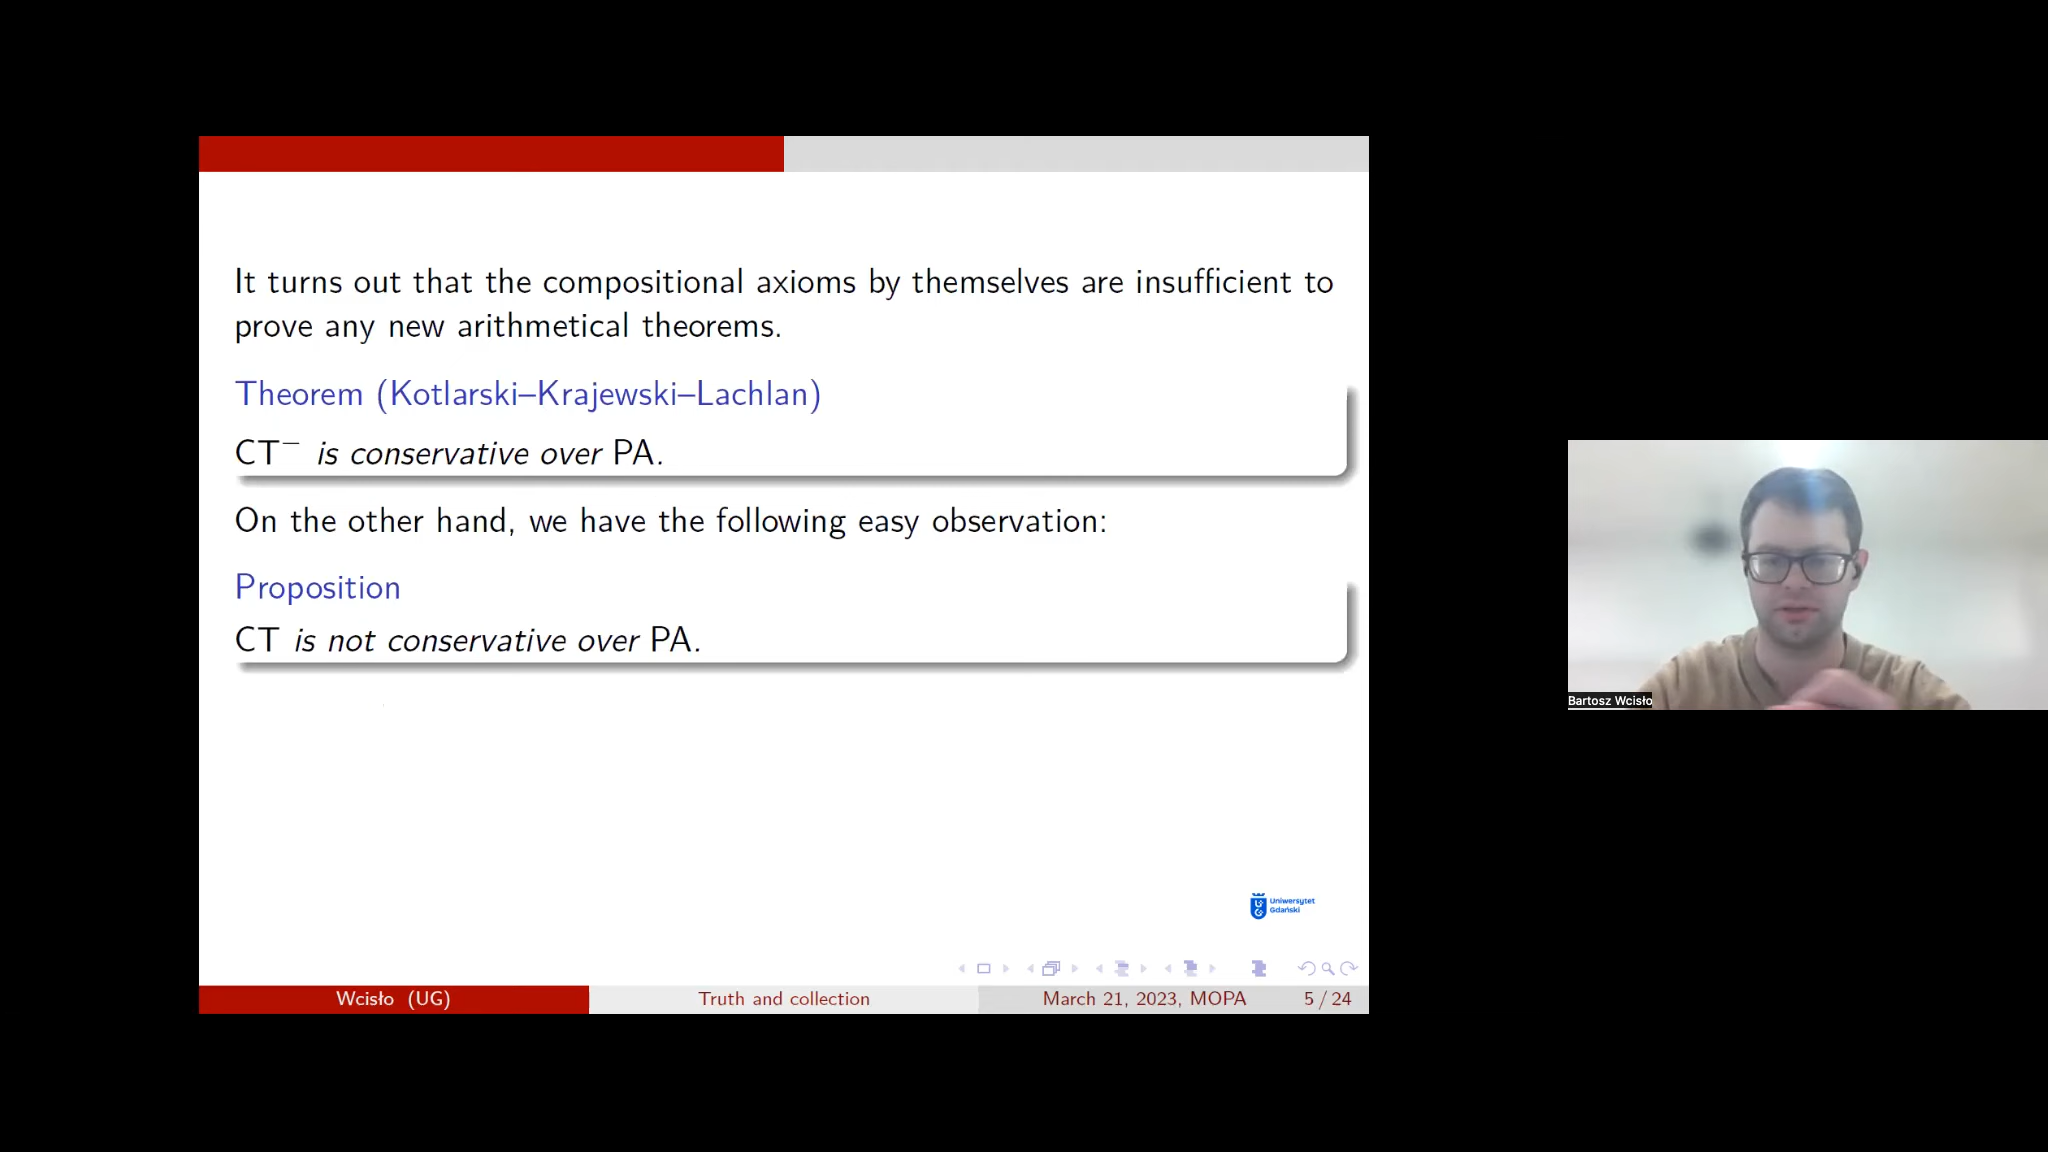 It turns out that the compositional axioms by themselves are insufficient to
prove any new arithmetical theorems.
Theorem (Kotlarski–Krajewski–Lachlan)
CT⁻ is conservative over PA.
On the other hand, we have the following easy observation:
Proposition
CT is not conservative over PA.
Uniwersytet
Gdański
Wcisło (UG)
Truth and collection
March 21, 2023, MOPA
5 / 24
Bartosz Wcisło